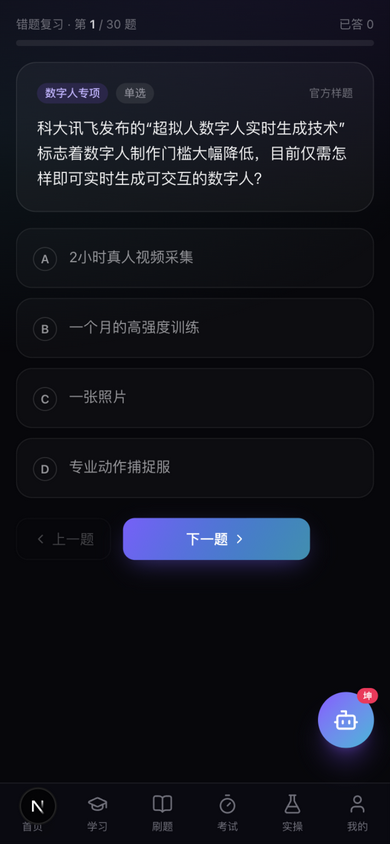 错题复习 · 第 1 / 30 题
已答 0
数字人专项
单选
官方样题
科大讯飞发布的“超拟人数字人实时生成技术”
标志着数字人制作门槛大幅降低，目前仅需怎
样即可实时生成可交互的数字人?
A 2小时真人视频采集
B 一个月的高强度训练
C 一张照片
D 专业动作捕捉服
上一题
下一题
坤
N
首页
学习
刷题
考试
实操
我的